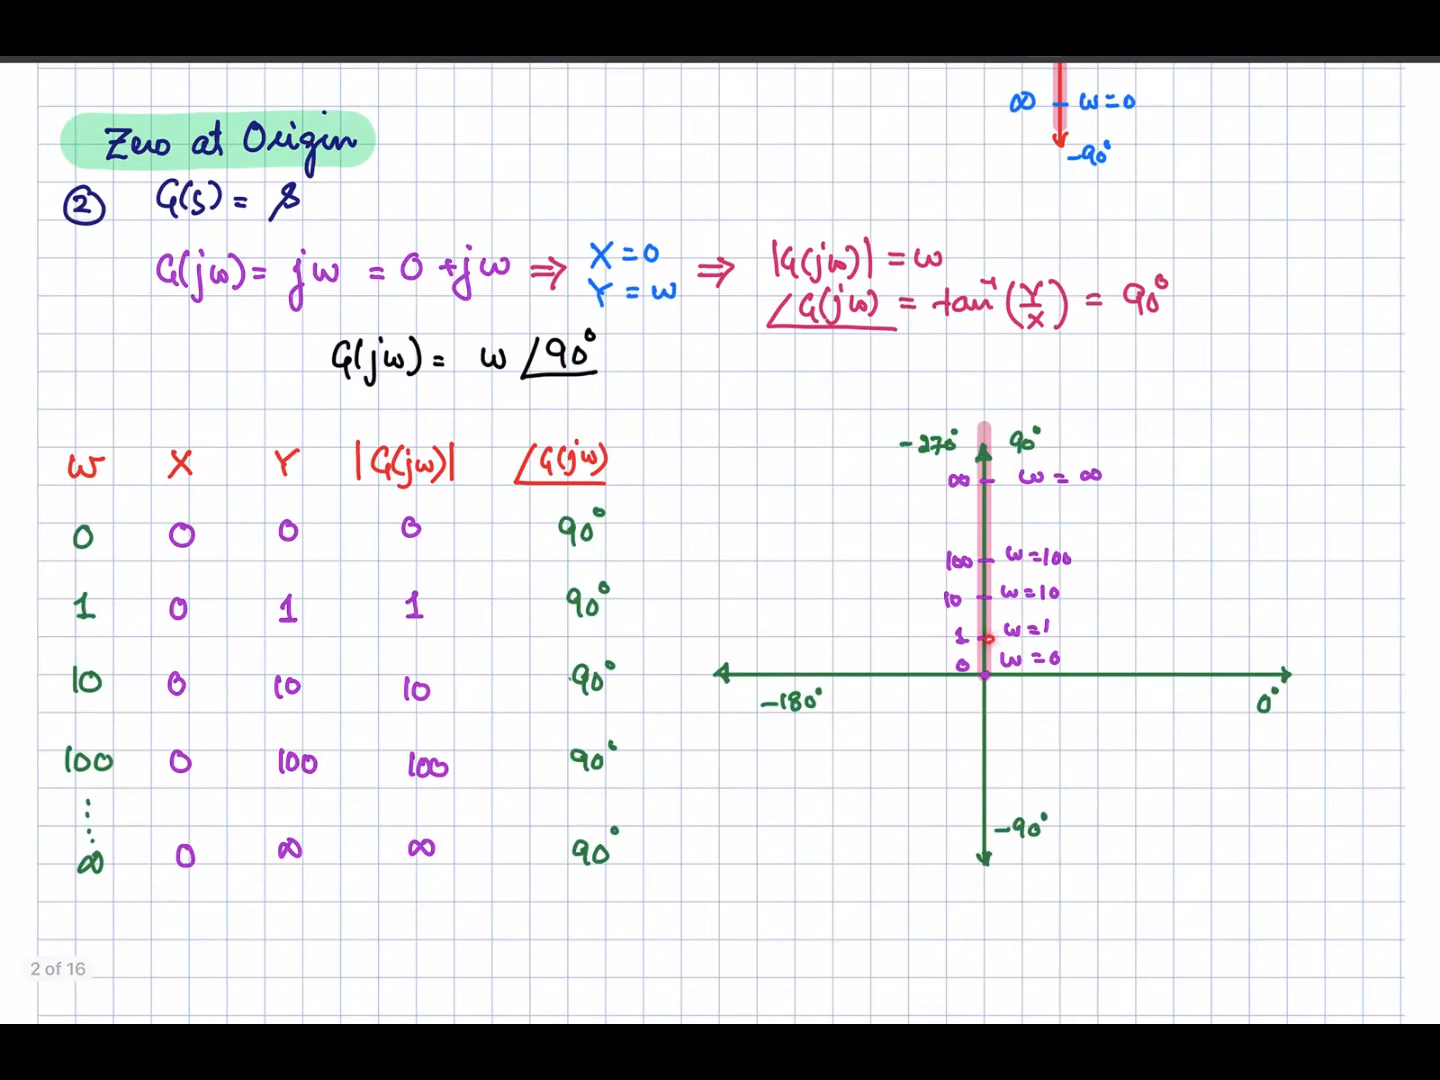 ∞ ω = 0
-90°
Zero at Origin
② G(s) = s
G(jω) = jω = 0 + jω ⇒ X = 0 ⇒ |G(jω)| = ω
Y = ω ∠G(jω) = tan⁻¹(Y/X) = 90°
G(jω) = ω ∠90°
ω X Y |G(jω)| ∠G(jω)
0 0 0 0 90°
1 0 1 1 90°
10 0 10 10 90°
100 0 100 100 90°
⋮
∞ 0 ∞ ∞ 90°
-270° 90°
∞ ω = ∞
100 ω = 100
10 ω = 10
1 ω = 1
0 ω = 0
-180° 0°
-90°
2 of 16